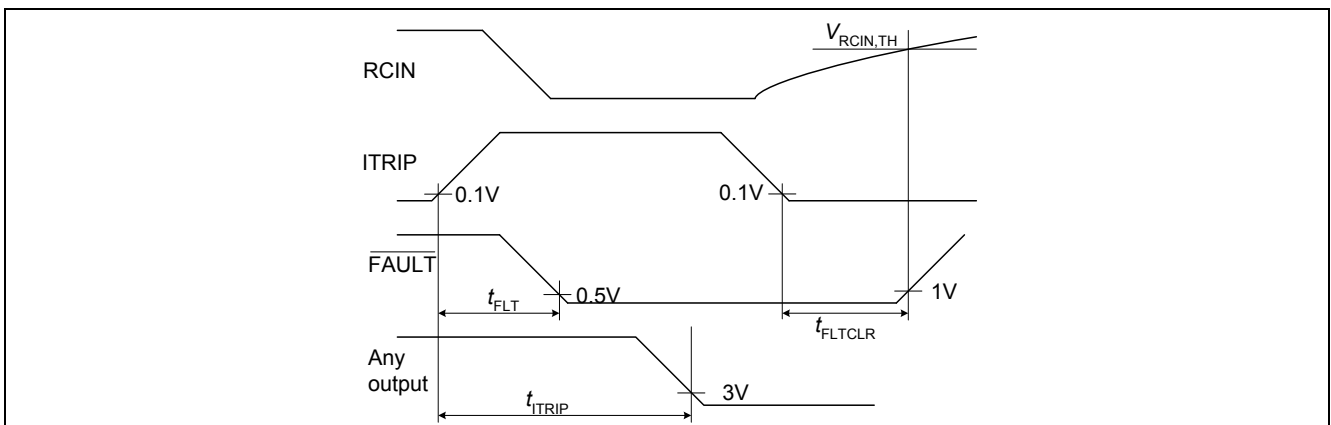 V_RCIN,TH
RCIN
ITRIP
0.1V
0.1V
FAULT
t_FLT
0.5V
1V
t_FLTCLR
Any
output
t_ITRIP
3V